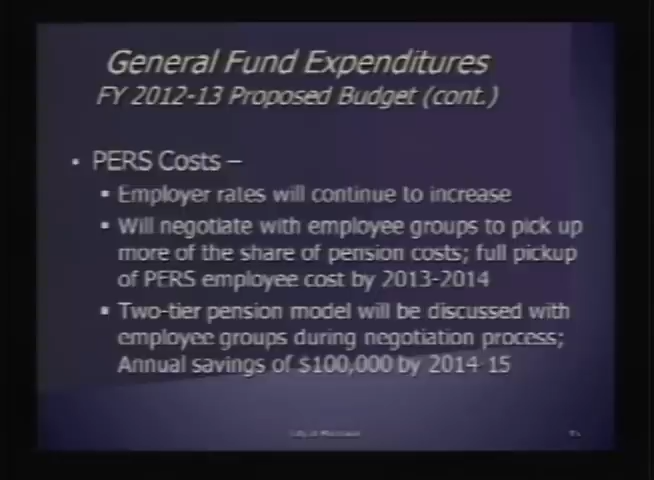 General Fund Expenditures
FY 2012-13 Proposed Budget (cont.)
• PERS Costs –
▪ Employer rates will continue to increase
▪ Will negotiate with employee groups to pick up
more of the share of pension costs; full pickup
of PERS employee cost by 2013-2014
▪ Two-tier pension model will be discussed with
employee groups during negotiation process;
Annual savings of $100,000 by 2014-15
City of